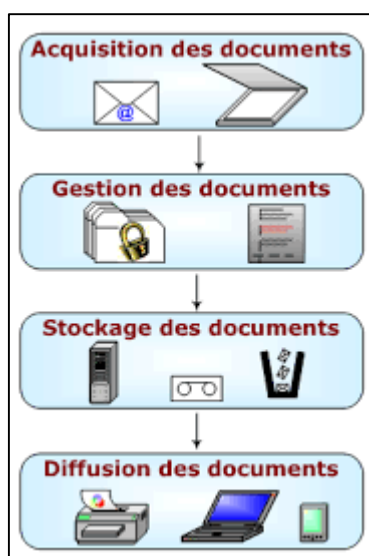 Acquisition des documents
@
Gestion des documents
Stockage des documents
Diffusion des documents